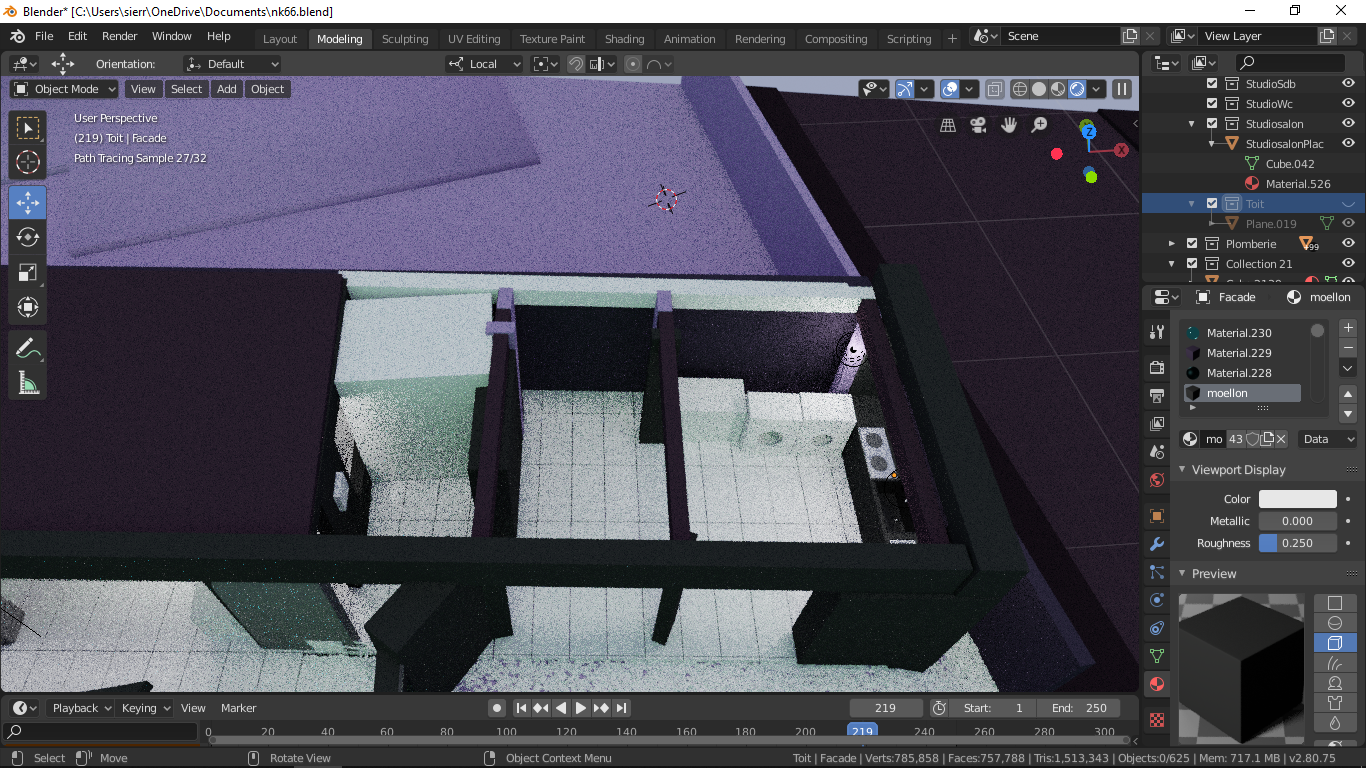 Blender* [C:\Users\sierr\OneDrive\Documents\nk66.blend]
File Edit Render Window Help Layout Modeling Sculpting UV Editing Texture Paint Shading Animation Rendering Compositing Scripting + Scene View Layer
Orientation: Default Local
Object Mode View Select Add Object
User Perspective
(219) Toit | Facade
Path Tracing Sample 27/32
Z
X
StudioSdb
StudioWc
Studiosalon
StudiosalonPlac
Cube.042
Material.526
Toit
Plane.019
Plomberie 99
Collection 21
Facade moellon
Material.230
Material.229
Material.228
moellon
mo 43 Data
Viewport Display
Color
Metallic 0.000
Roughness 0.250
Preview
Playback Keying View Marker 219 Start: 1 End: 250
0 20 40 60 80 100 120 140 160 180 200 219 240 260 280 300
Select Move Rotate View Object Context Menu Toit | Facade | Verts:785,858 | Faces:757,788 | Tris:1,513,343 | Objects:0/625 | Mem: 717.1 MB | v2.80.75